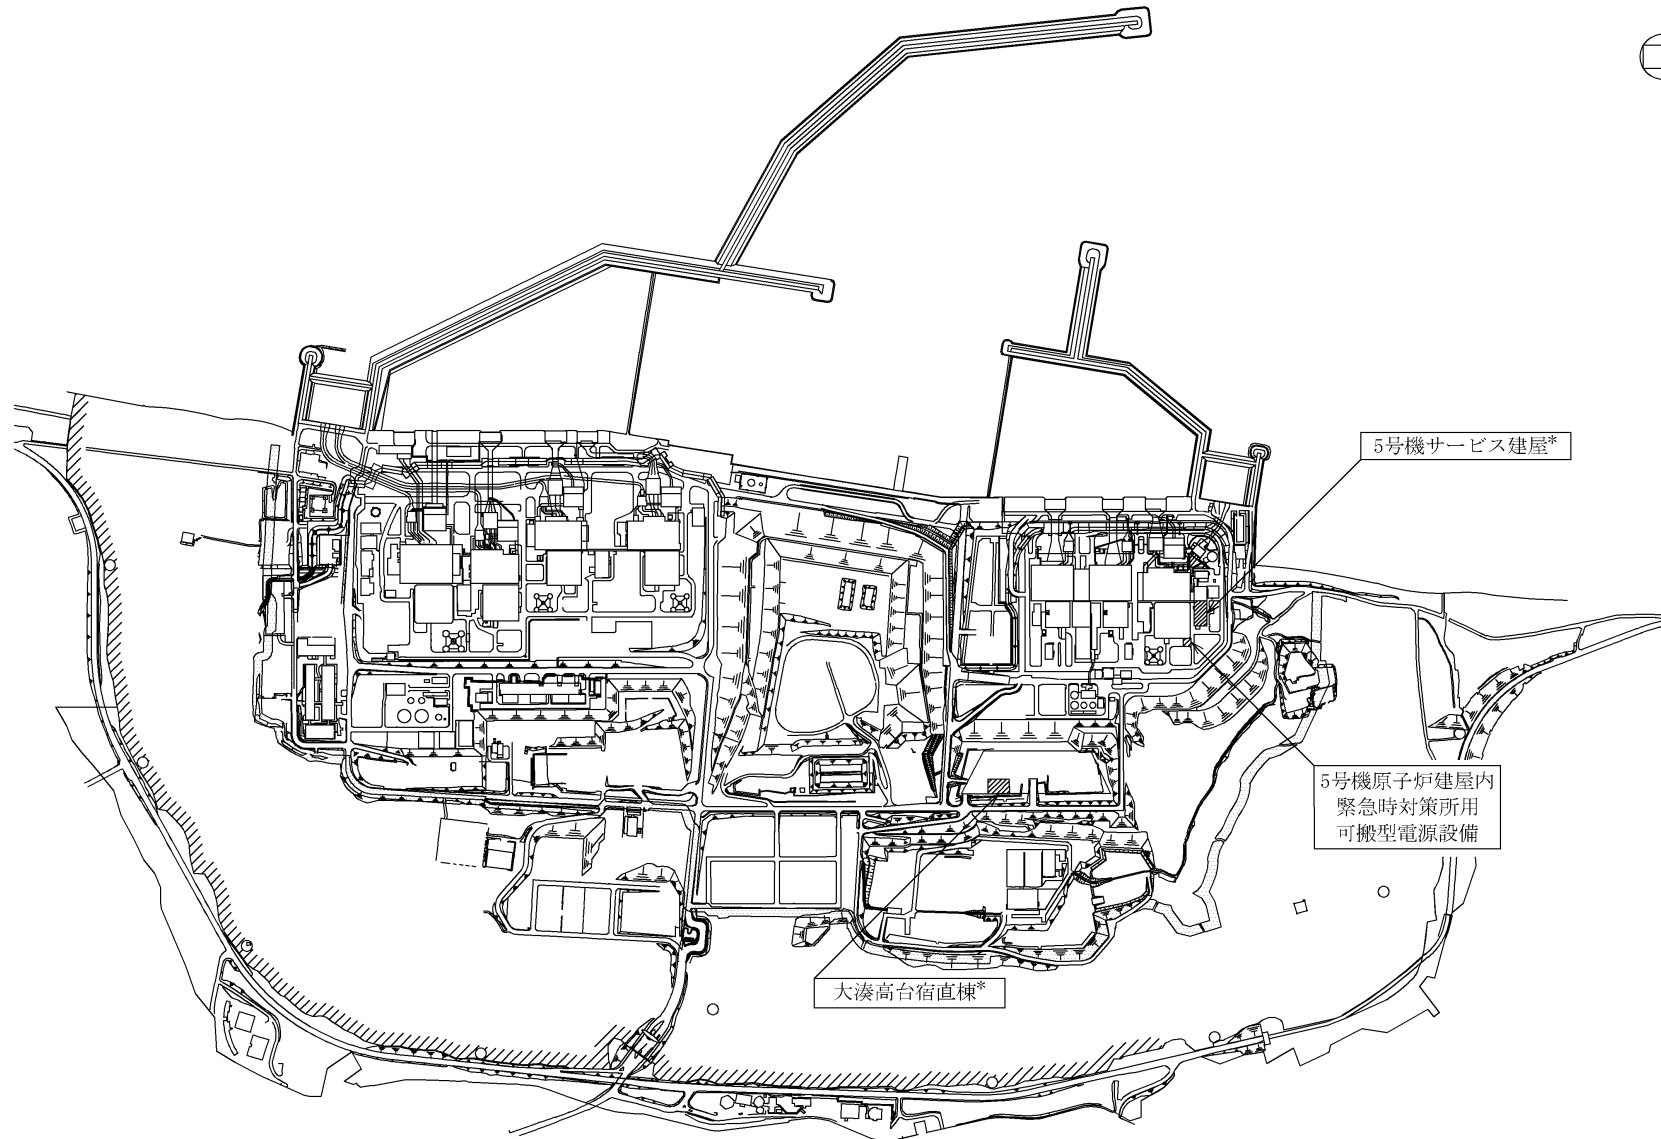 5号機サービス建屋*
5号機原子炉建屋内
緊急時対策所用
可搬型電源設備
大湊高台宿直棟*